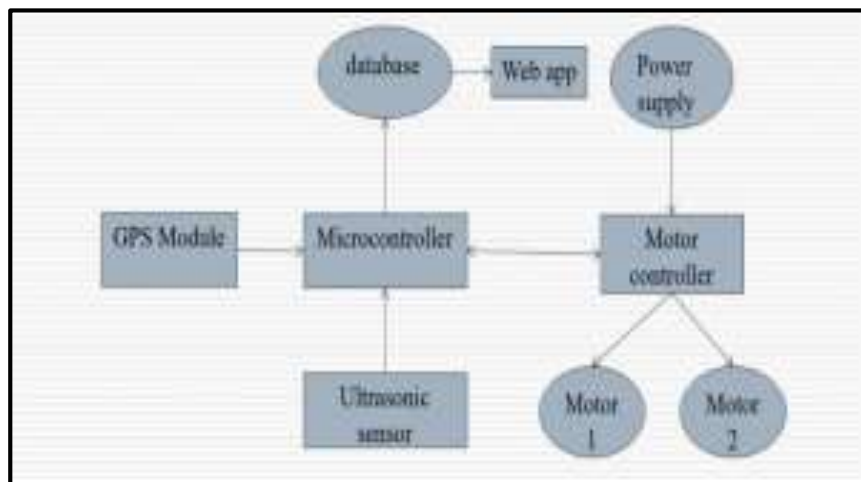 database
Web app
Power
supply
GPS Module
Microcontroller
Motor
controller
Ultrasonic
sensor
Motor
1
Motor
2